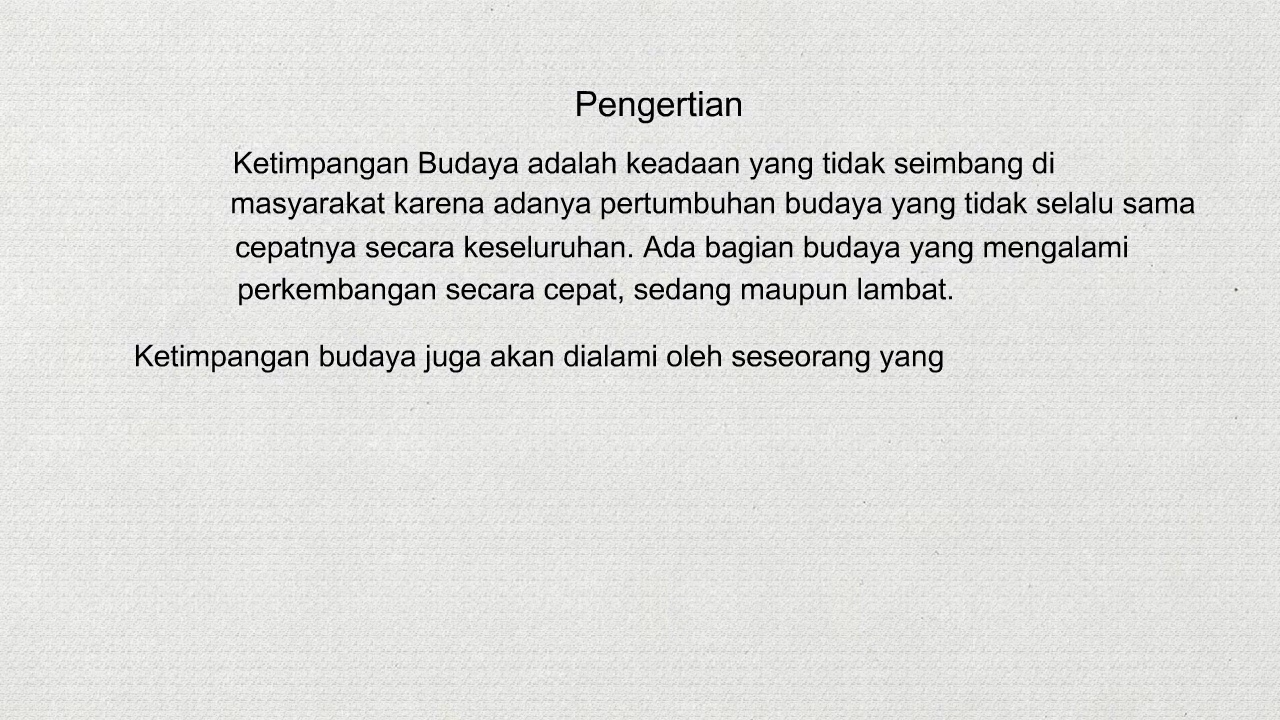 Pengertian
Ketimpangan Budaya adalah keadaan yang tidak seimbang di
masyarakat karena adanya pertumbuhan budaya yang tidak selalu sama
cepatnya secara keseluruhan. Ada bagian budaya yang mengalami
perkembangan secara cepat, sedang maupun lambat.
Ketimpangan budaya juga akan dialami oleh seseorang yang